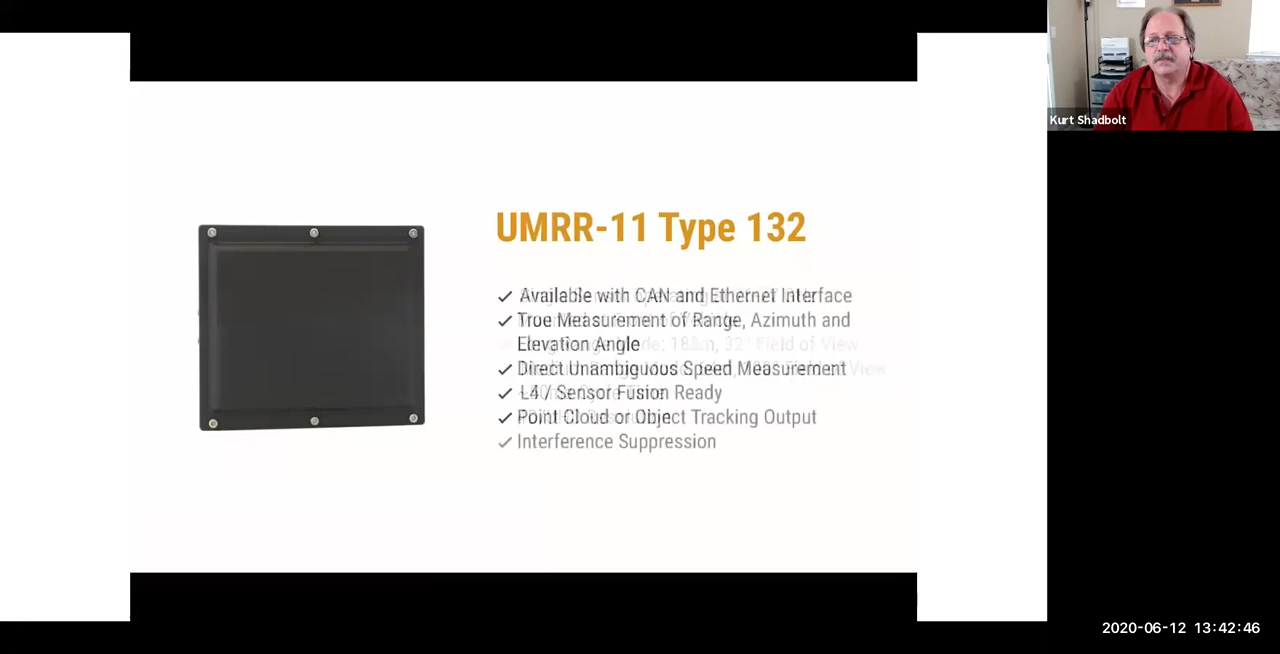 Kurt Shadbolt
UMRR-11 Type 132
Available with CAN and Ethernet Interface
True Measurement of Range, Azimuth and
Elevation Angle
Direct Unambiguous Speed Measurement
L4 / Sensor Fusion Ready
Point Cloud or Object Tracking Output
Interference Suppression
2020-06-12 13:42:46